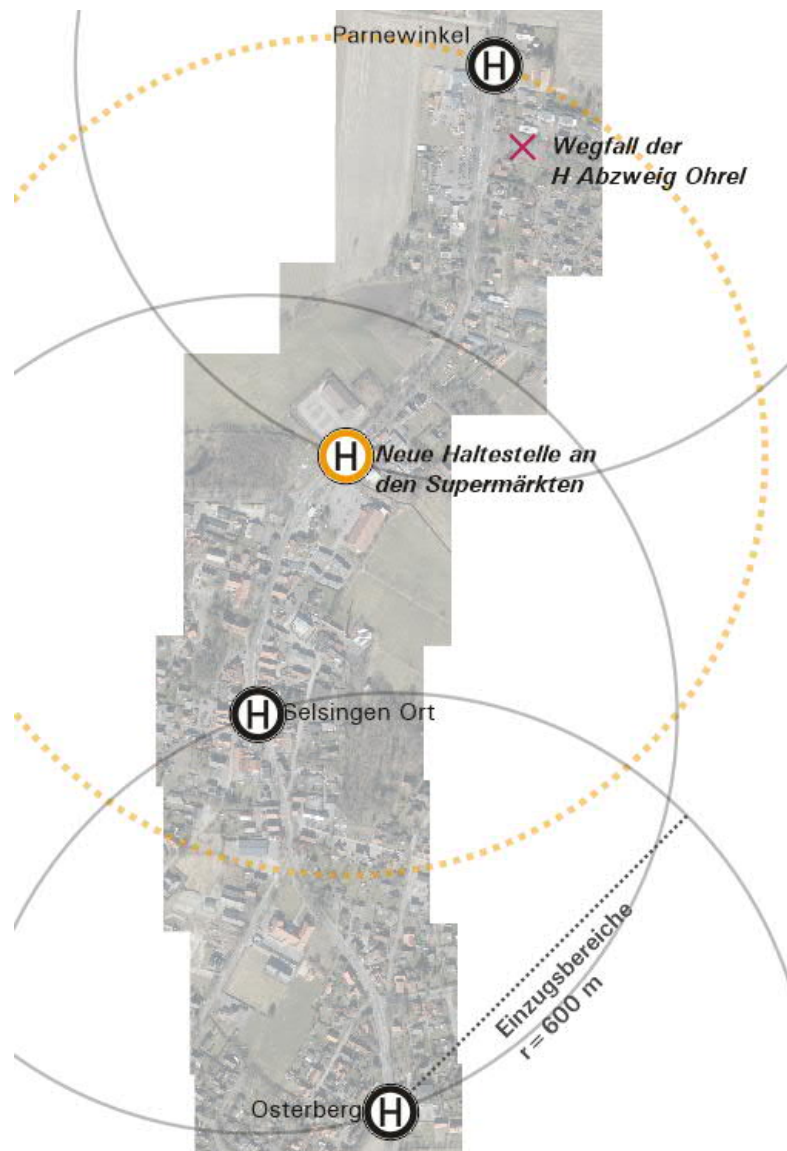 Parnewinkel
H
Wegfall der
H Abzweig Ohrel
H
Neue Haltestelle an
den Supermärkten
H
Selsingen Ort
Einzugsbereiche
r = 600 m
Osterberg
H